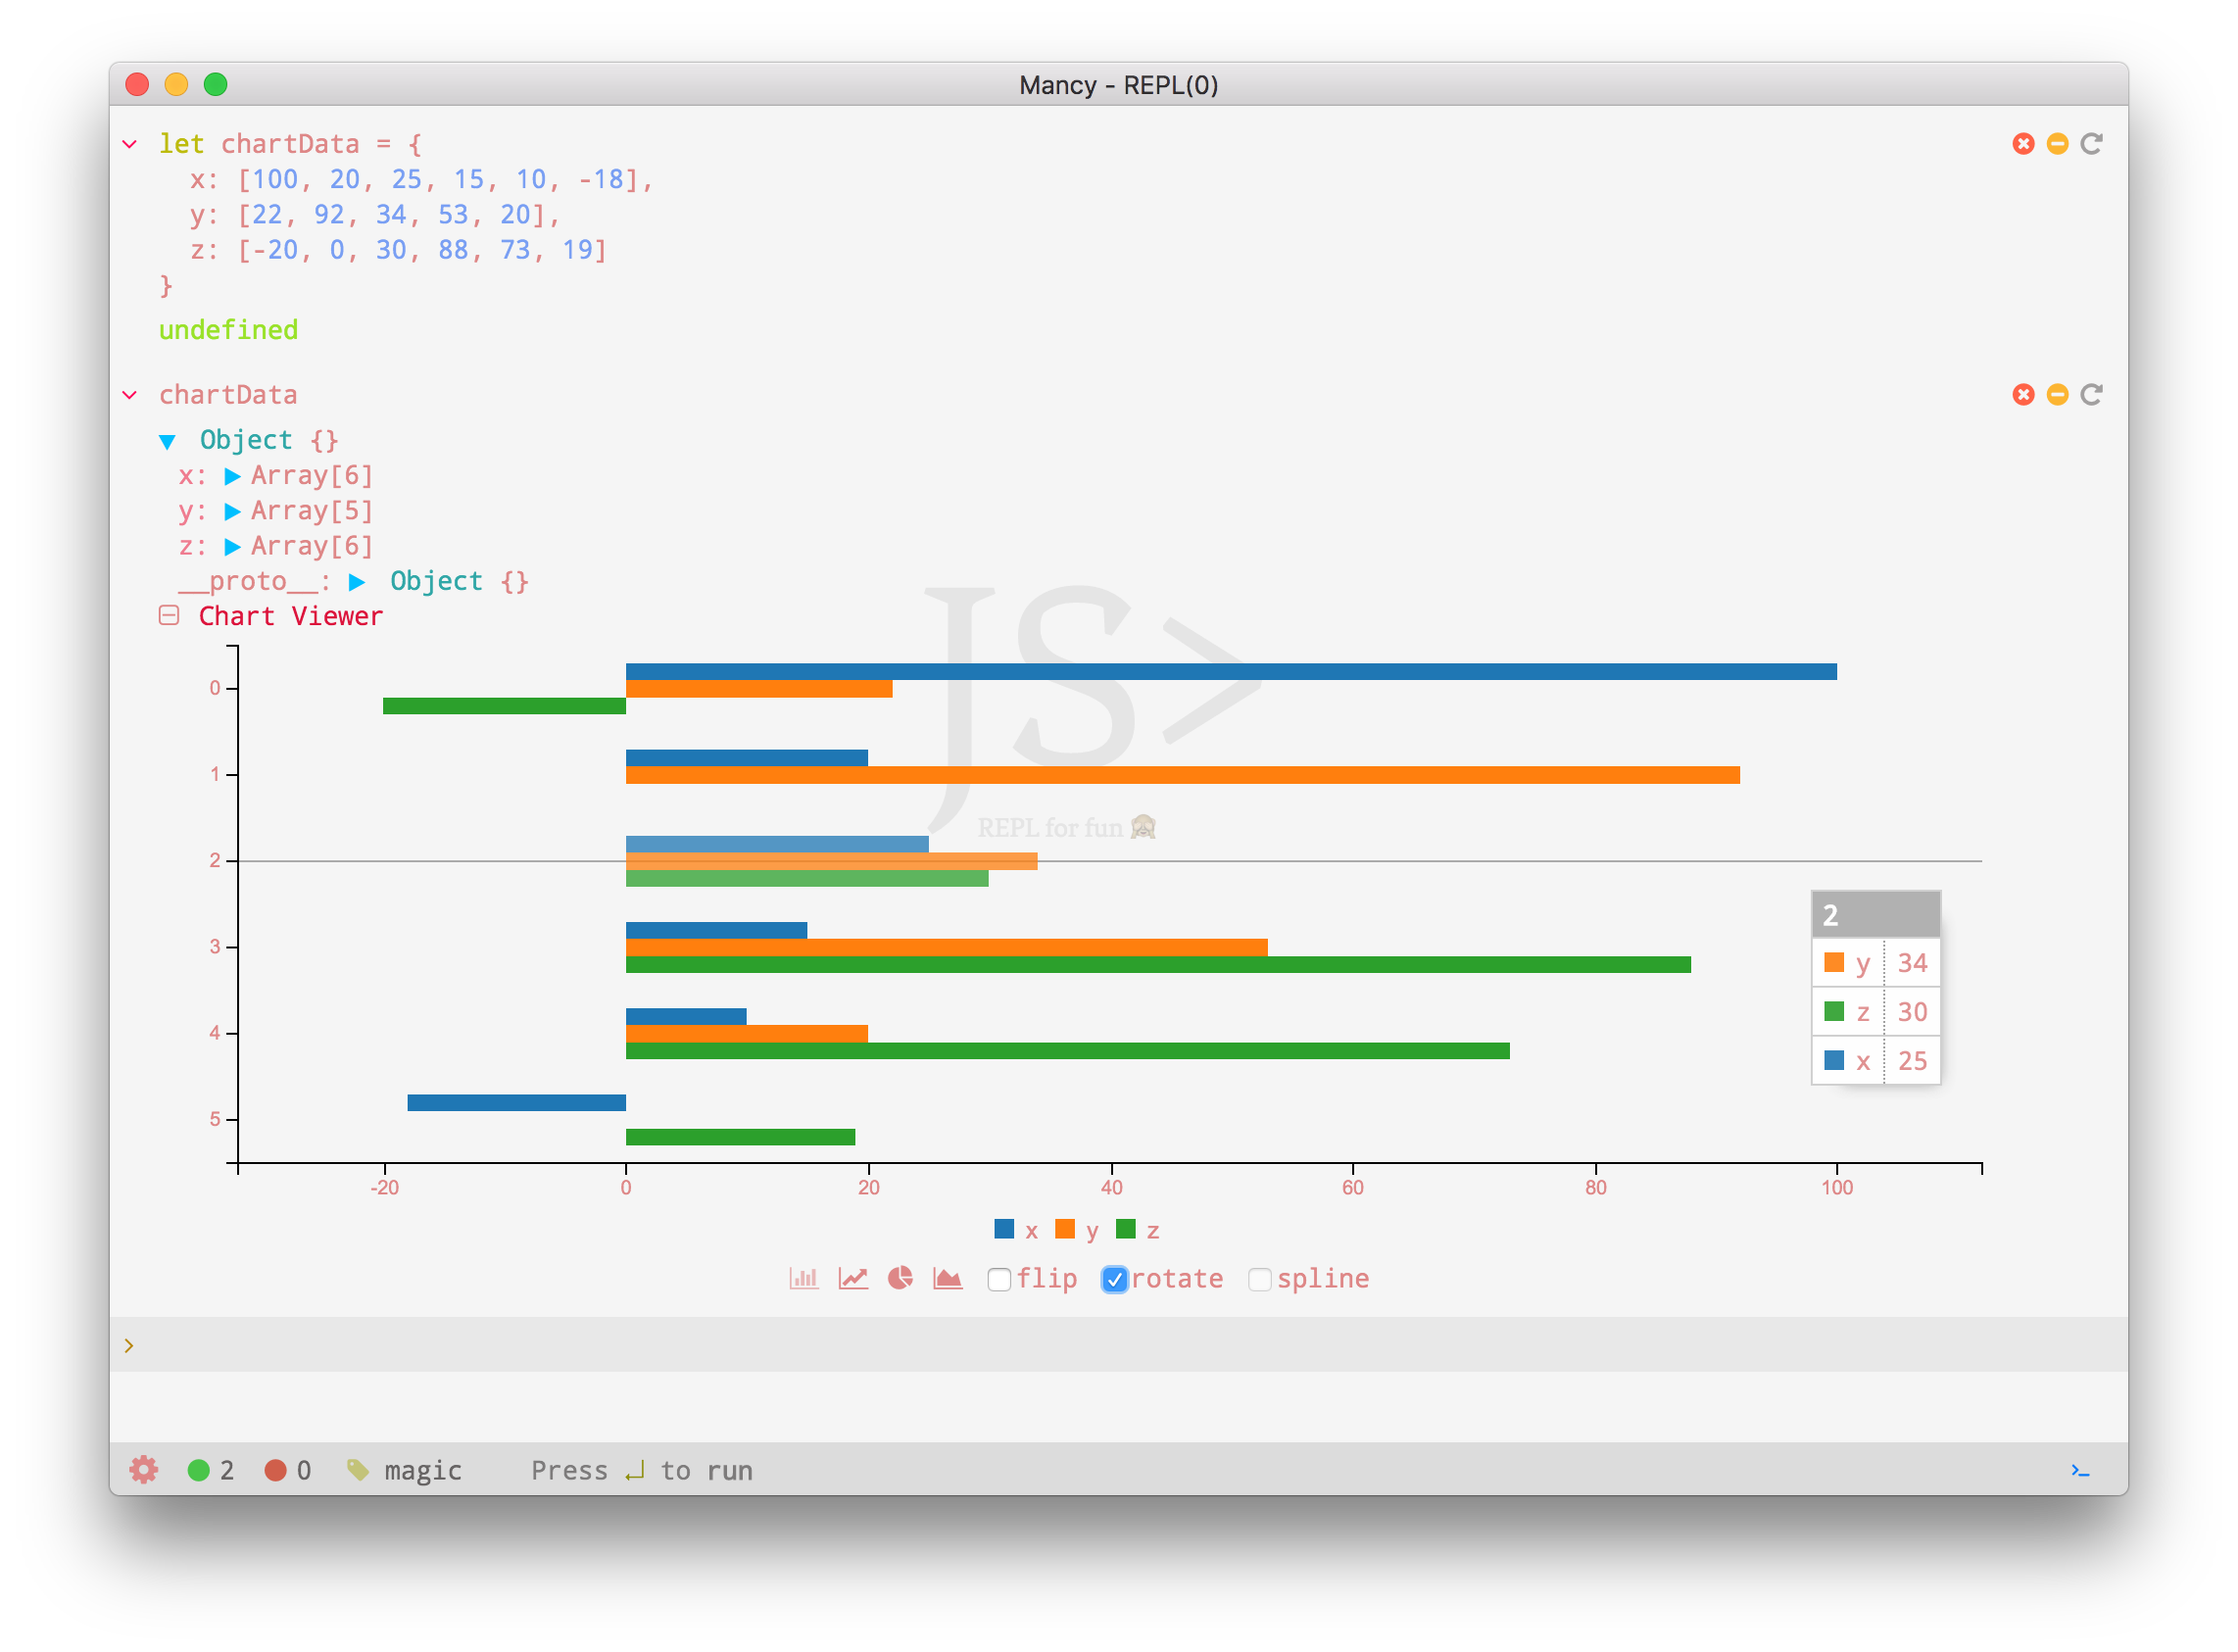 Mancy - REPL(0)
let chartData = {
x: [100, 20, 25, 15, 10, -18],
y: [22, 92, 34, 53, 20],
z: [-20, 0, 30, 88, 73, 19]
}
undefined
chartData
Object {}
x: Array[6]
y: Array[5]
z: Array[6]
__proto__: Object {}
Chart Viewer
JS>
REPL for fun
0
1
2
3
4
5
2
y 34
z 30
x 25
-20 0 20 40 60 80 100
x y z
flip rotate spline
>
2 0 magic Press ↵ to run >_